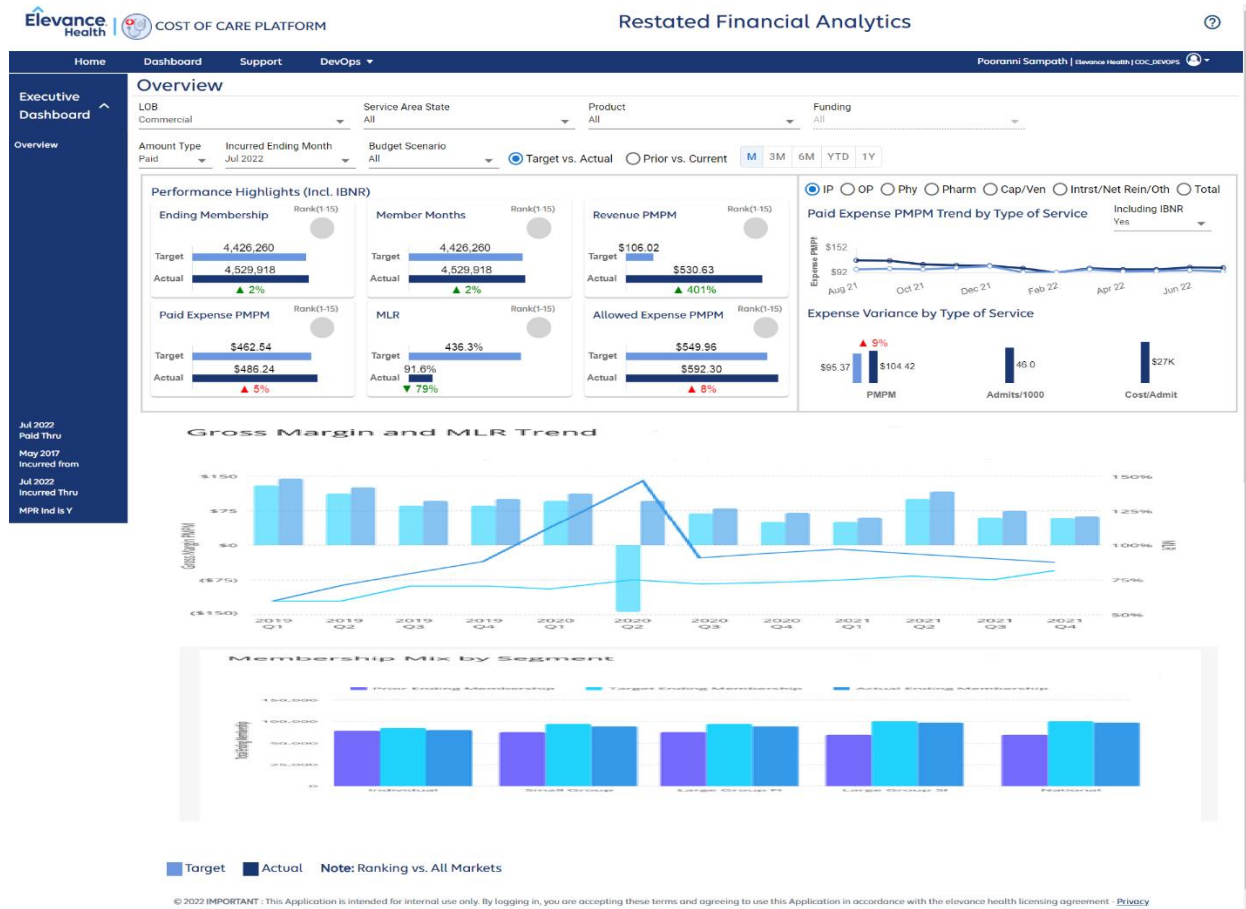 Elevance Health
COST OF CARE PLATFORM
Restated Financial Analytics
Home Dashboard Support DevOps
Pooranni Sampath | Elevance Health | COC_DEVOPS
Executive Dashboard
Overview
Jul 2022
Paid Thru
May 2017
Incurred from
Jul 2022
Incurred Thru
MPR Ind is Y
Overview
LOB Service Area State Product Funding
Commercial All All All
Amount Type Incurred Ending Month Budget Scenario
Paid Jul 2022 All Target vs. Actual Prior vs. Current M 3M 6M YTD 1Y
Performance Highlights (Incl. IBNR)
Ending Membership Rank(1-15)
Target 4,426,260
Actual 4,529,918
▲ 2%
Member Months Rank(1-15)
Target 4,426,260
Actual 4,529,918
▲ 2%
Revenue PMPM Rank(1-15)
Target $106.02
Actual $530.63
▲ 401%
Paid Expense PMPM Rank(1-15)
Target $462.54
Actual $486.24
▲ 5%
MLR Rank(1-15)
Target 436.3%
Actual 91.6%
▼ 79%
Allowed Expense PMPM Rank(1-15)
Target $549.96
Actual $592.30
▲ 8%
IP OP Phy Pharm Cap/Ven Intrst/Net Rein/Oth Total
Paid Expense PMPM Trend by Type of Service
Including IBNR
Yes
Expense PMPM
$152
$92
Aug 21 Oct 21 Dec 21 Feb 22 Apr 22 Jun 22
Expense Variance by Type of Service
▲ 9%
$95.37 $104.42 46.0 $27K
PMPM Admits/1000 Cost/Admit
Gross Margin and MLR Trend
Gross Margin PMPM
$150 150%
$75 125%
$0 100%
($75) 75%
($150) 50%
MLR
2019 2019 2019 2019 2020 2020 2020 2020 2021 2021 2021 2021
Q1 Q2 Q3 Q4 Q1 Q2 Q3 Q4 Q1 Q2 Q3 Q4
Membership Mix by Segment
Prior Ending Membership Target Ending Membership Actual Ending Membership
Total Ending Membership
150,000
100,000
50,000
25,000
0
Individual Small Group Large Group FI Large Group SI National
Target Actual Note: Ranking vs. All Markets
© 2022 IMPORTANT : This Application is intended for internal use only. By logging in, you are accepting these terms and agreeing to use this Application in accordance with the elevance health licensing agreement - Privacy